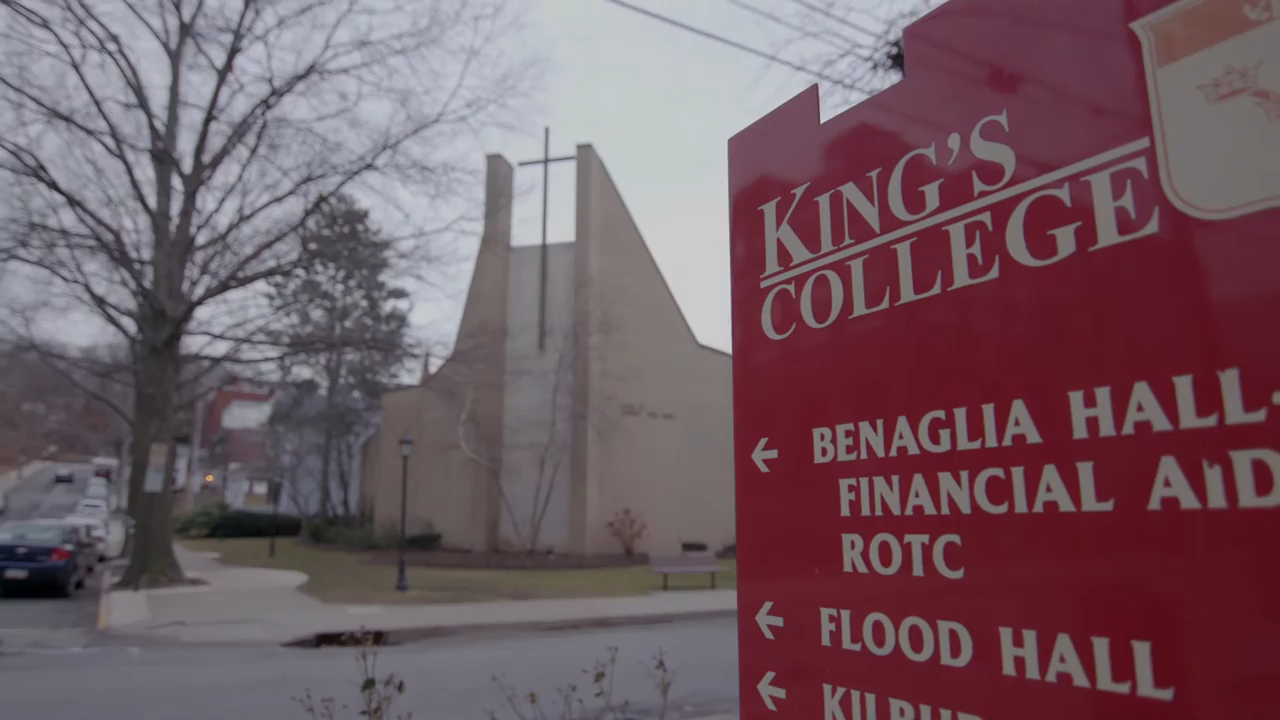 KING'S
COLLEGE
← BENAGLIA HALL-
FINANCIAL AID
ROTC
← FLOOD HALL
←